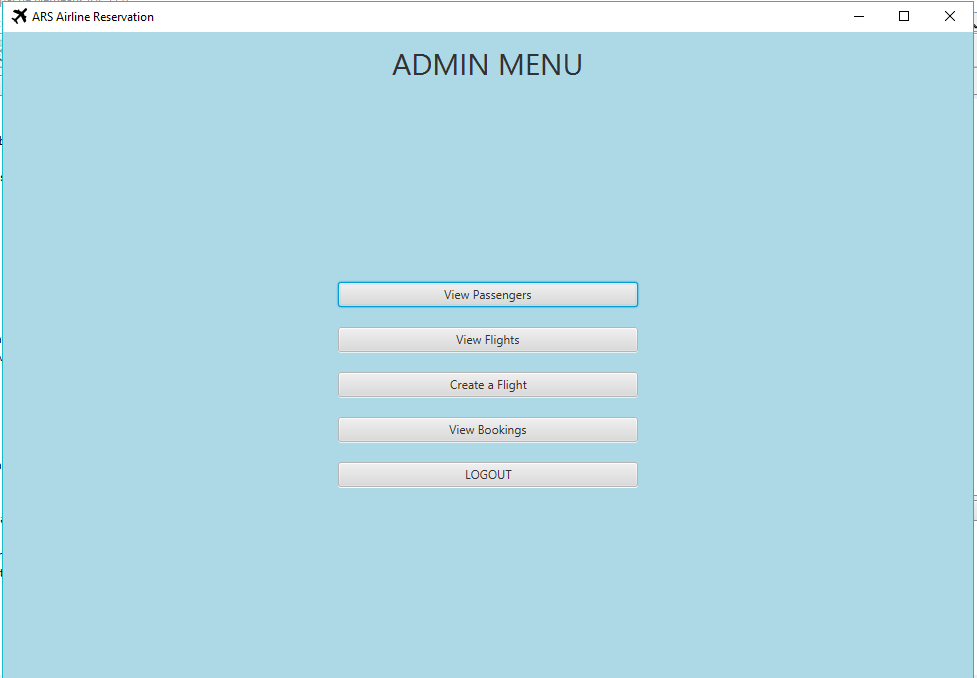 ARS Airline Reservation
ADMIN MENU
View Passengers
View Flights
Create a Flight
View Bookings
LOGOUT